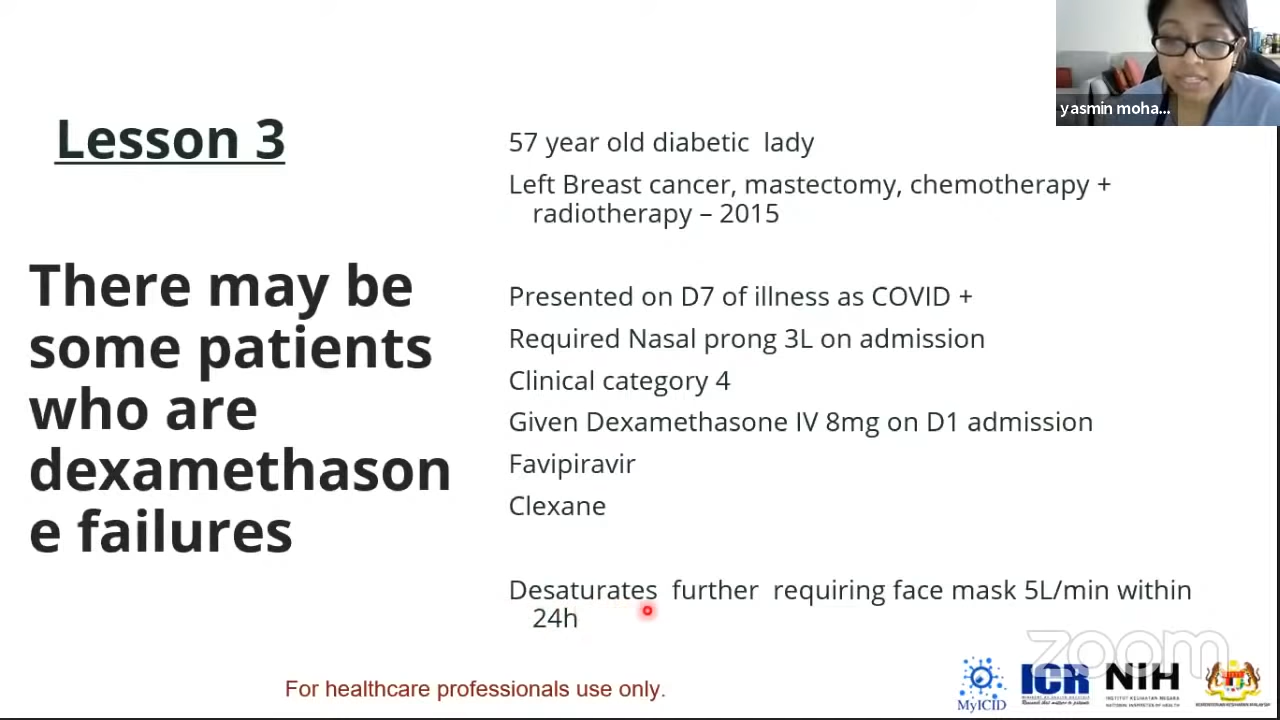 yasmin moha...
Lesson 3
There may be
some patients
who are
dexamethason
e failures
57 year old diabetic lady
Left Breast cancer, mastectomy, chemotherapy +
radiotherapy – 2015
Presented on D7 of illness as COVID +
Required Nasal prong 3L on admission
Clinical category 4
Given Dexamethasone IV 8mg on D1 admission
Favipiravir
Clexane
Desaturates further requiring face mask 5L/min within
24h
zoom
For healthcare professionals use only.
MyICID
ICR
NIH